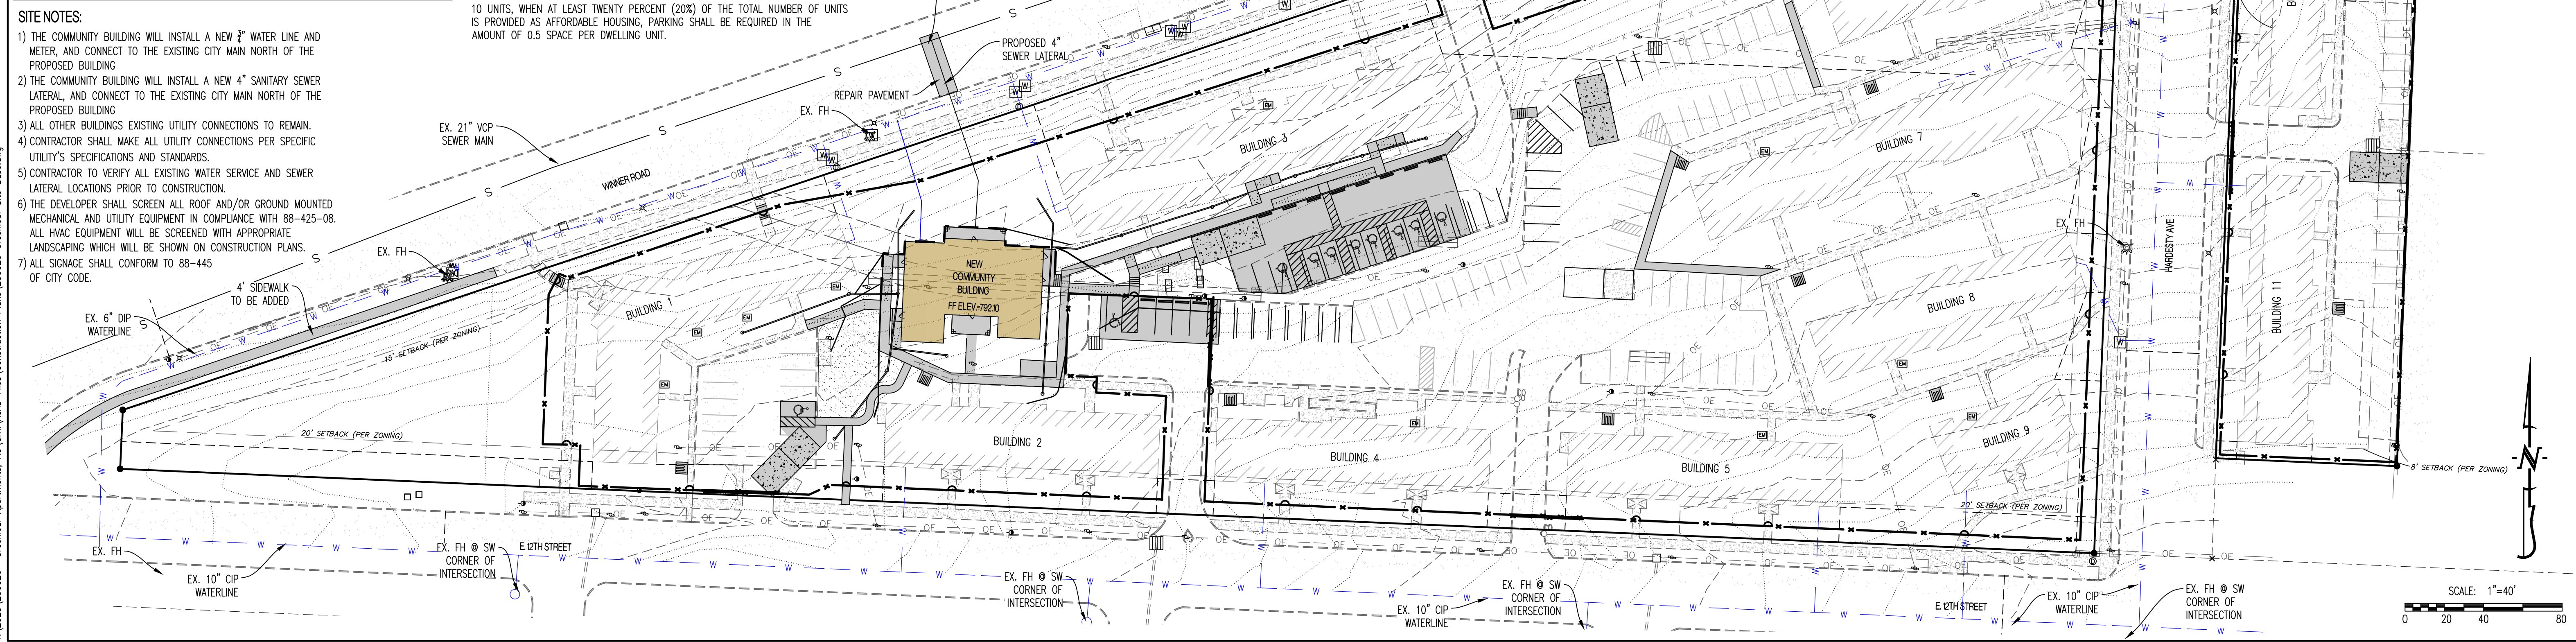 SITE NOTES:
1) THE COMMUNITY BUILDING WILL INSTALL A NEW ¾" WATER LINE AND
METER, AND CONNECT TO THE EXISTING CITY MAIN NORTH OF THE
PROPOSED BUILDING
2) THE COMMUNITY BUILDING WILL INSTALL A NEW 4" SANITARY SEWER
LATERAL, AND CONNECT TO THE EXISTING CITY MAIN NORTH OF THE
PROPOSED BUILDING
3) ALL OTHER BUILDINGS EXISTING UTILITY CONNECTIONS TO REMAIN.
4) CONTRACTOR SHALL MAKE ALL UTILITY CONNECTIONS PER SPECIFIC
UTILITY'S SPECIFICATIONS AND STANDARDS.
5) CONTRACTOR TO VERIFY ALL EXISTING WATER SERVICE AND SEWER
LATERAL LOCATIONS PRIOR TO CONSTRUCTION.
6) THE DEVELOPER SHALL SCREEN ALL ROOF AND/OR GROUND MOUNTED
MECHANICAL AND UTILITY EQUIPMENT IN COMPLIANCE WITH 88-425-08.
ALL HVAC EQUIPMENT WILL BE SCREENED WITH APPROPRIATE
LANDSCAPING WHICH WILL BE SHOWN ON CONSTRUCTION PLANS.
7) ALL SIGNAGE SHALL CONFORM TO 88-445
OF CITY CODE.
10 UNITS, WHEN AT LEAST TWENTY PERCENT (20%) OF THE TOTAL NUMBER OF UNITS
IS PROVIDED AS AFFORDABLE HOUSING, PARKING SHALL BE REQUIRED IN THE
AMOUNT OF 0.5 SPACE PER DWELLING UNIT.
PROPOSED 4"
SEWER LATERAL
REPAIR PAVEMENT
EX. FH
EX. 21" VCP
SEWER MAIN
WINNER ROAD
EX. FH
4' SIDEWALK
TO BE ADDED
EX. 6" DIP
WATERLINE
15' SETBACK (PER ZONING)
BUILDING 1
NEW
COMMUNITY
BUILDING
FF ELEV.=792.10
BUILDING 3
BUILDING 7
EX. FH
HARDESTY AVE
BUILDING 8
BUILDING 11
BUILDING 9
20' SETBACK (PER ZONING)
BUILDING 2
BUILDING 4
BUILDING 5
8' SETBACK (PER ZONING)
20' SETBACK (PER ZONING)
EX. FH
EX. 10" CIP
WATERLINE
EX. FH @ SW
CORNER OF
INTERSECTION
E. 12TH STREET
EX. FH @ SW
CORNER OF
INTERSECTION
EX. 10" CIP
WATERLINE
EX. FH @ SW
CORNER OF
INTERSECTION
E. 12TH STREET
EX. 10" CIP
WATERLINE
EX. FH @ SW
CORNER OF
INTERSECTION
N
SCALE: 1"=40'
0 20 40 80